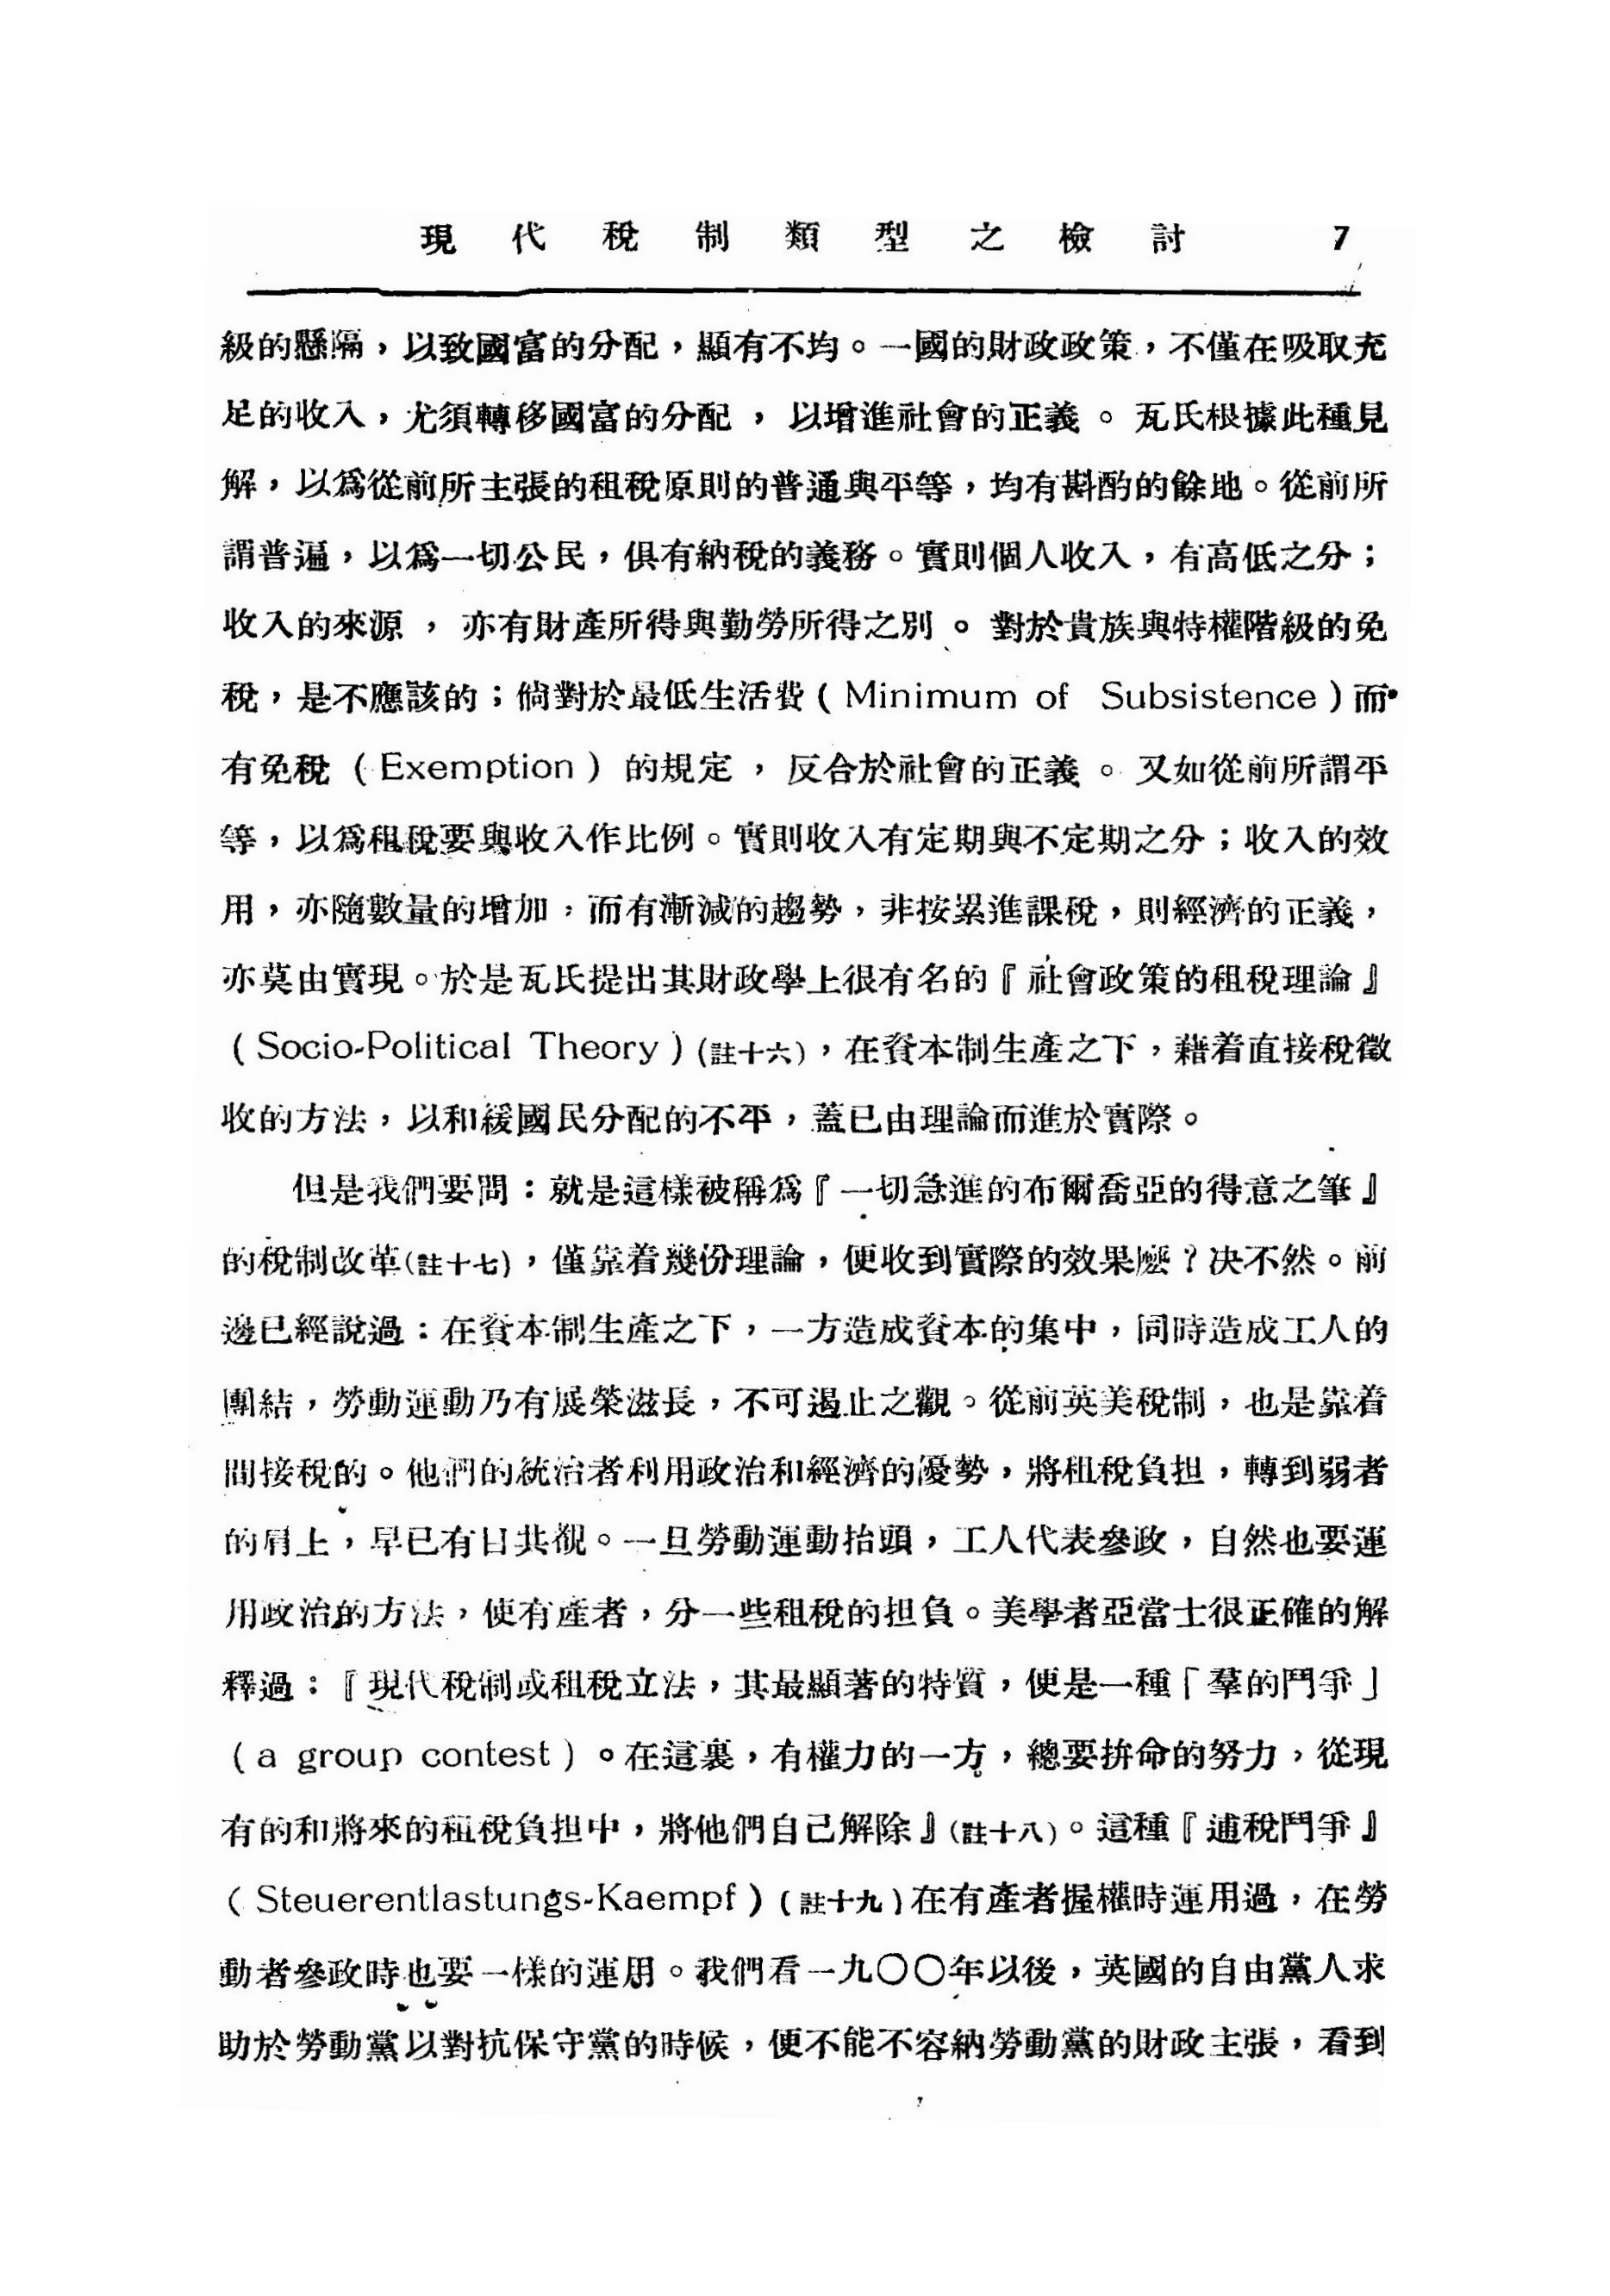 現代稅制類型之檢討 7
級的懸隔，以致國富的分配，顯有不均。一國的財政政策，不僅在吸取充
足的收入，尤須轉移國富的分配，以增進社會的正義。瓦氏根據此種見
解，以爲從前所主張的租稅原則的普通與平等，均有斟酌的餘地。從前所
謂普遍，以爲一切公民，俱有納稅的義務。實則個人收入，有高低之分；
收入的來源，亦有財產所得與勤勞所得之別。對於貴族與特權階級的免
稅，是不應該的；倘對於最低生活費（Minimum of Subsistence）而
有免稅（Exemption）的規定，反合於社會的正義。又如從前所謂平
等，以爲租稅要與收入作比例。實則收入有定期與不定期之分；收入的效
用，亦隨數量的增加，而有漸減的趨勢，非按累進課稅，則經濟的正義，
亦莫由實現。於是瓦氏提出其財政學上很有名的『社會政策的租稅理論』
（Socio-Political Theory）(註十六)，在資本制生產之下，藉着直接稅徵
收的方法，以和緩國民分配的不平，蓋已由理論而進於實際。
但是我們要問：就是這樣被稱爲『一切急進的布爾喬亞的得意之筆』
的稅制改革(註十七)，僅靠着幾份理論，便收到實際的效果麽？决不然。前
邊已經說過：在資本制生產之下，一方造成資本的集中，同時造成工人的
團結，勞動運動乃有展榮滋長，不可遏止之觀。從前英美稅制，也是靠着
間接稅的。他們的統治者利用政治和經濟的優勢，將租稅負担，轉到弱者
的肩上，早已有目共覩。一旦勞動運動抬頭，工人代表參政，自然也要運
用政治的方法，使有產者，分一些租稅的担負。美學者亞當士很正確的解
釋過：『現代稅制或租稅立法，其最顯著的特質，便是一種「羣的鬥爭」
（a group contest）。在這裏，有權力的一方，總要拚命的努力，從現
有的和將來的租稅負担中，將他們自己解除』(註十八)。這種『逋稅鬥爭』
（Steuerentlastungs-Kaempf）(註十九)在有產者握權時運用過，在勞
動者參政時也要一樣的運用。我們看一九〇〇年以後，英國的自由黨人求
助於勞動黨以對抗保守黨的時候，便不能不容納勞動黨的財政主張，看到